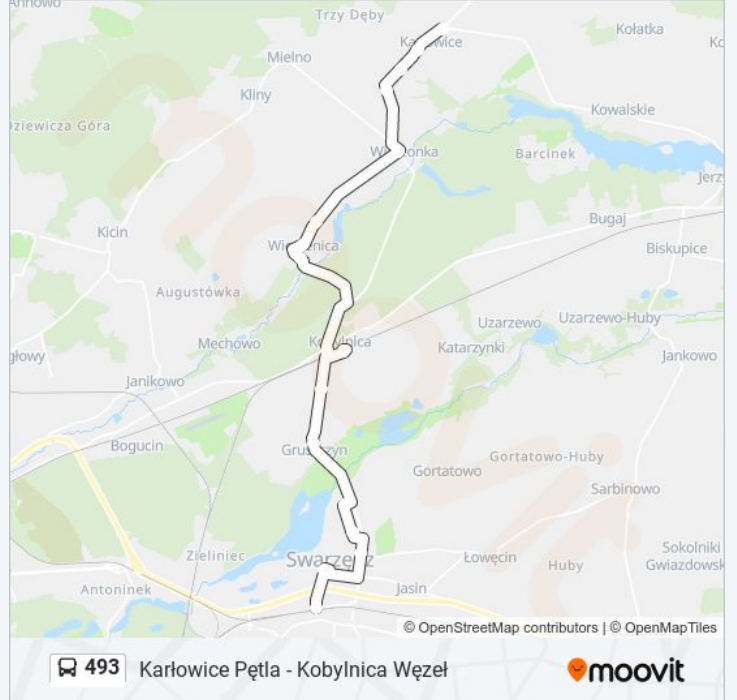 Annowo
Trzy Dęby
Kołatka
Mielno
Kliny
Kowalskie
Dziewicza Góra
Barcinek
Kicin
Bugaj
Biskupice
Augustówka
Uzarzewo
Uzarzewo-Huby
Mechowo
Kobylnica
Katarzynki
Jankowo
Janikowo
Bogucin
Gortatowo-Huby
Gortatowo
Sarbinowo
Zieliniec
Łowęcin
Huby
Sokolniki
Antoninek
Jasin
© OpenStreetMap contributors | © OpenMapTiles
493 Karłowice Pętla - Kobylnica Węzeł
moovit